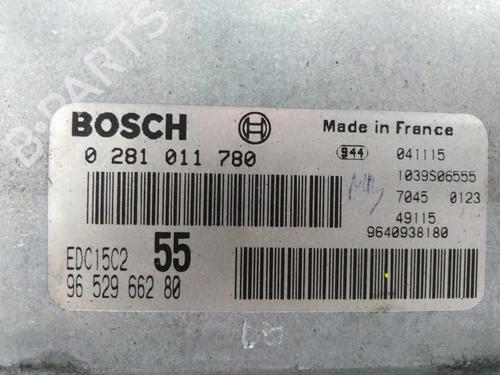 B-PARTS
BOSCH
Made in France
0 281 011 780
944 041115
1039S06555
7045 0123
49115
9640938180
EDC15C2 55
96 529 662 80